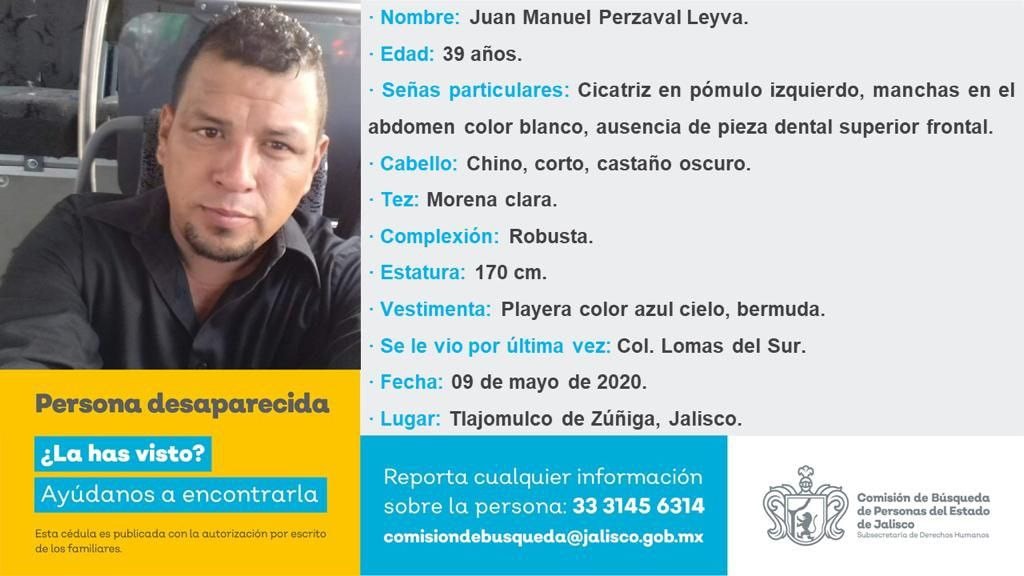 · Nombre: Juan Manuel Perzaval Leyva.
· Edad: 39 años.
· Señas particulares: Cicatriz en pómulo izquierdo, manchas en el
abdomen color blanco, ausencia de pieza dental superior frontal.
· Cabello: Chino, corto, castaño oscuro.
· Tez: Morena clara.
· Complexión: Robusta.
· Estatura: 170 cm.
· Vestimenta: Playera color azul cielo, bermuda.
· Se le vio por última vez: Col. Lomas del Sur.
· Fecha: 09 de mayo de 2020.
· Lugar: Tlajomulco de Zúñiga, Jalisco.
Persona desaparecida
¿La has visto?
Ayúdanos a encontrarla
Esta cédula es publicada con la autorización por escrito
de los familiares.
Reporta cualquier información
sobre la persona: 33 3145 6314
comisiondebusqueda@jalisco.gob.mx
Comisión de Búsqueda
de Personas del Estado
de Jalisco
Subsecretaría de Derechos Humanos